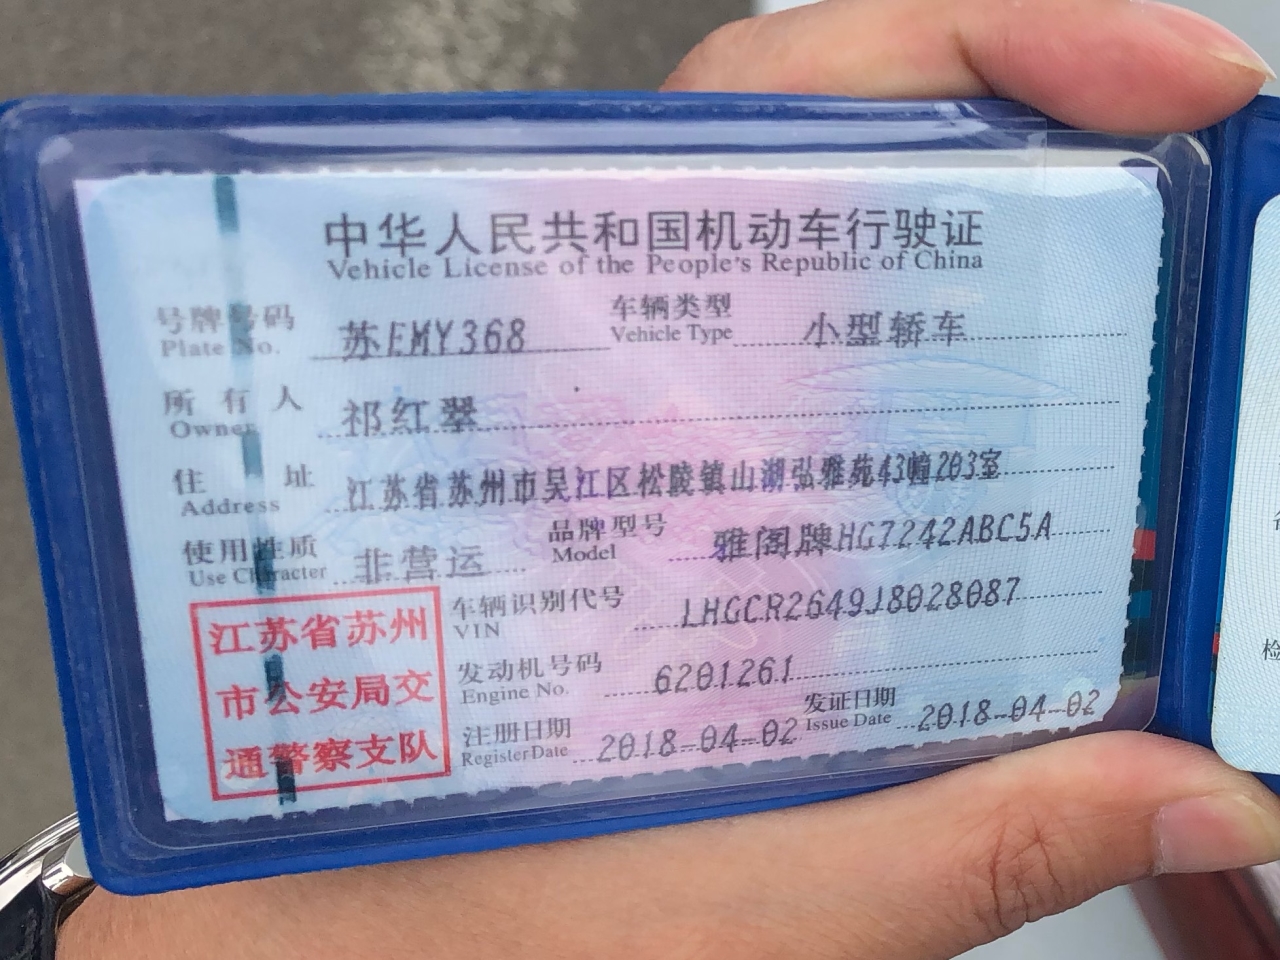 中华人民共和国机动车行驶证
Vehicle License of the People's Republic of China
号牌号码 苏EMY368 车辆类型 小型轿车
Plate No. Vehicle Type
所有人 祁红翠
Owner
住址 江苏省苏州市吴江区松陵镇山湖弘雅苑43幢203室
Address
使用性质 非营运 品牌型号 雅阁牌HG7242ABC5A
Use Character Model
车辆识别代号 LHGCR2649J8028087
VIN
发动机号码 6201261
Engine No.
注册日期 2018-04-02 发证日期 2018-04-02
Register Date Issue Date
江苏省苏州
市公安局交
通警察支队
检